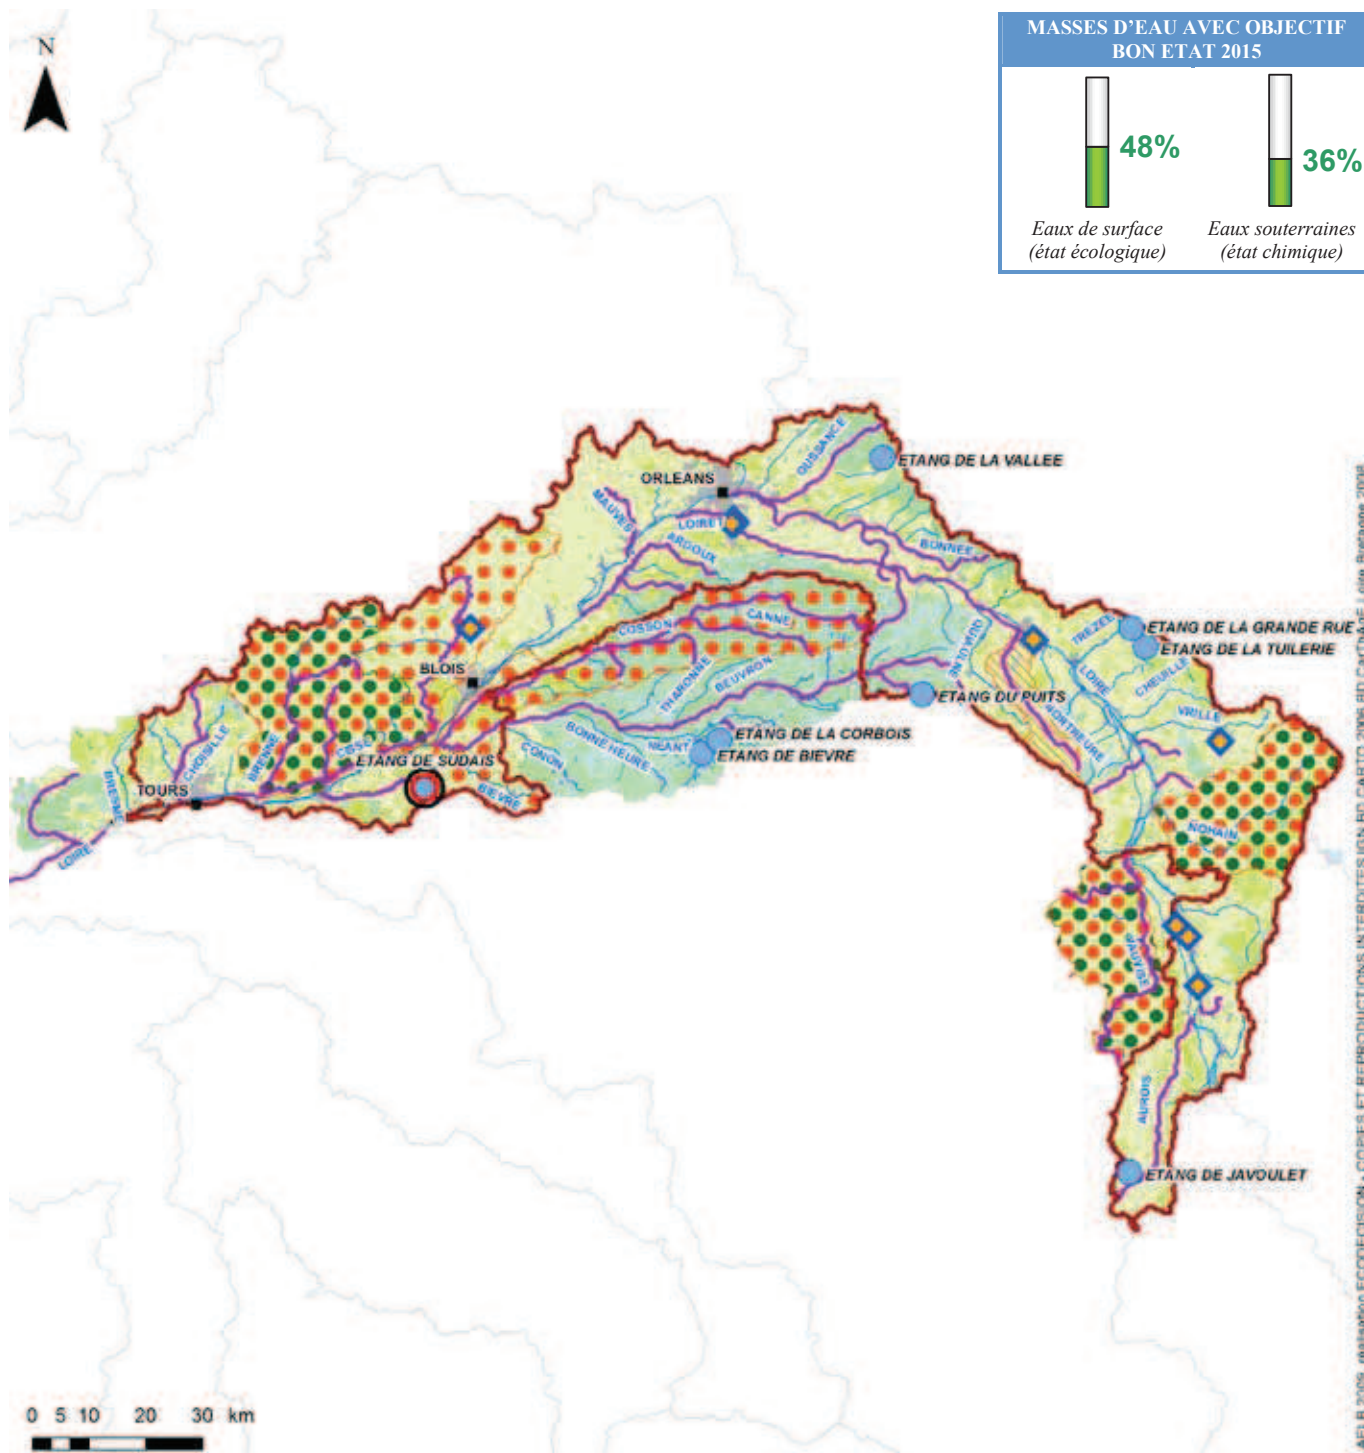 MASSES D'EAU AVEC OBJECTIF
BON ETAT 2015
48%
36%
Eaux de surface
(état écologique)
Eaux souterraines
(état chimique)
N
OUSSANCE
ETANG DE LA VALLEE
ORLEANS
MAUVES
LOIRET
ARDOUX
BONNEE
COSSON
CANNE
TREZEE
ETANG DE LA GRANDE RUE
ETANG DE LA TUILERIE
LOIRE
CHEUILLE
BLOIS
THARONNE
BEUVRON
ETANG DU PUITS
VRILLE
CHOISILLE
BRENNE
CISSE
BONNE HEURE
NEANT
ETANG DE LA CORBOIS
ETANG DE BIEVRE
CONON
ETANG DE SUDAIS
BIEVRE
BRESME
TOURS
LOIRE
NOHAIN
VAUVISE
AUBOIS
ETANG DE JAVOULET
0 5 10 20 30 km